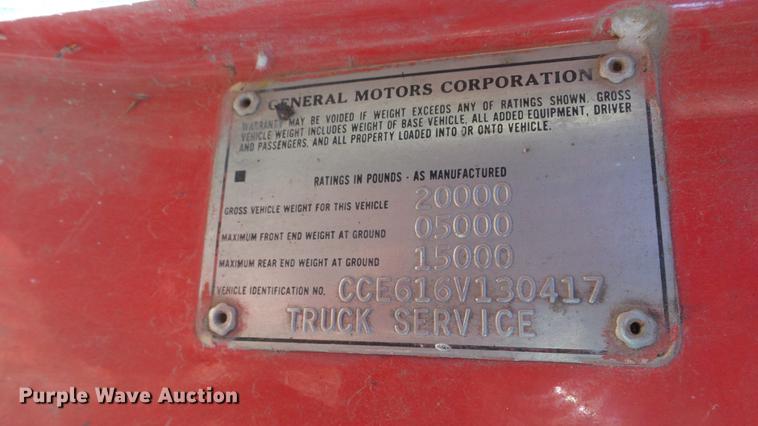 GENERAL MOTORS CORPORATION
WARRANTY MAY BE VOIDED IF WEIGHT EXCEEDS ANY OF RATINGS SHOWN. GROSS
VEHICLE WEIGHT INCLUDES WEIGHT OF BASE VEHICLE, ALL ADDED EQUIPMENT, DRIVER
AND PASSENGERS, AND ALL PROPERTY LOADED INTO OR ONTO VEHICLE.
RATINGS IN POUNDS - AS MANUFACTURED
GROSS VEHICLE WEIGHT FOR THIS VEHICLE 20000
MAXIMUM FRONT END WEIGHT AT GROUND 05000
MAXIMUM REAR END WEIGHT AT GROUND 15000
VEHICLE IDENTIFICATION NO. CCE616V130417
TRUCK SERVICE
Purple Wave Auction